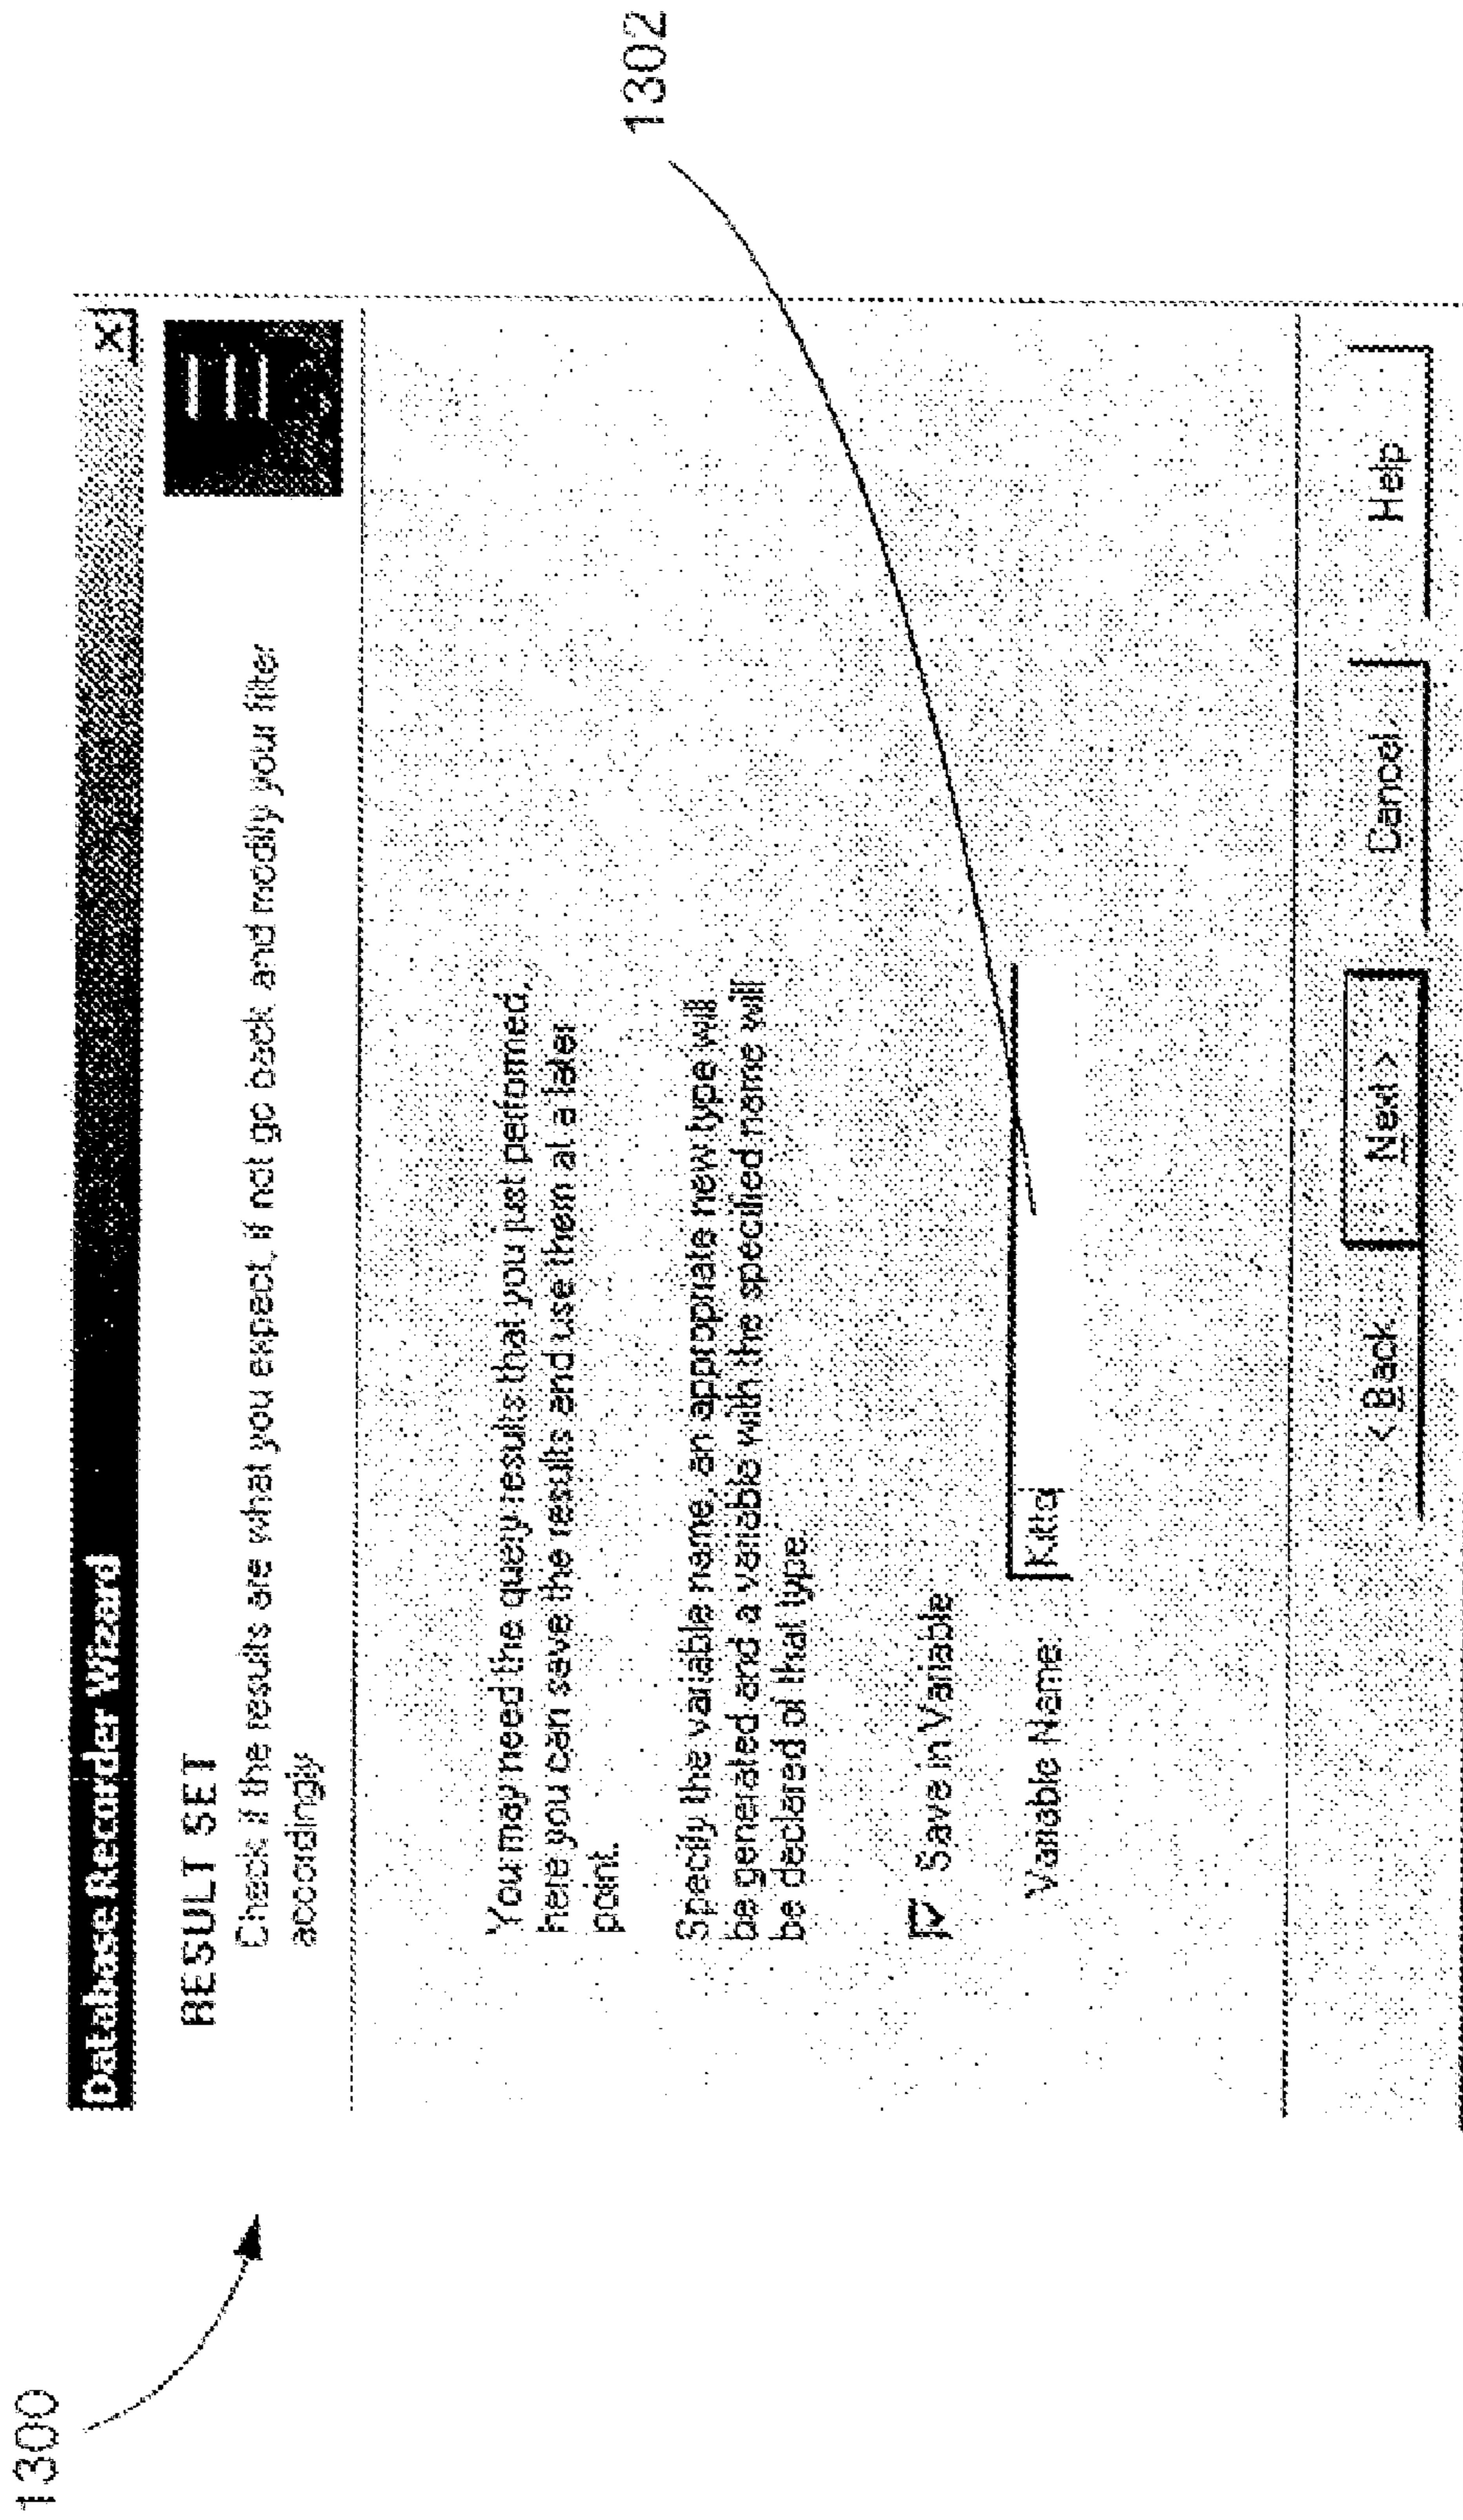 1300
Database Recorder Wizard
RESULT SET
Check if the results are what you expect, if not go back and modify your filter
accordingly
You may need the query results that you just performed,
here you can save the results and use them at a later
point.
Specify the variable name, an appropriate new type will
be generated and a variable with the specified name will
be declared of that type.
Save in Variable
Variable Name:
1302
< Back
Next >
Cancel
Help